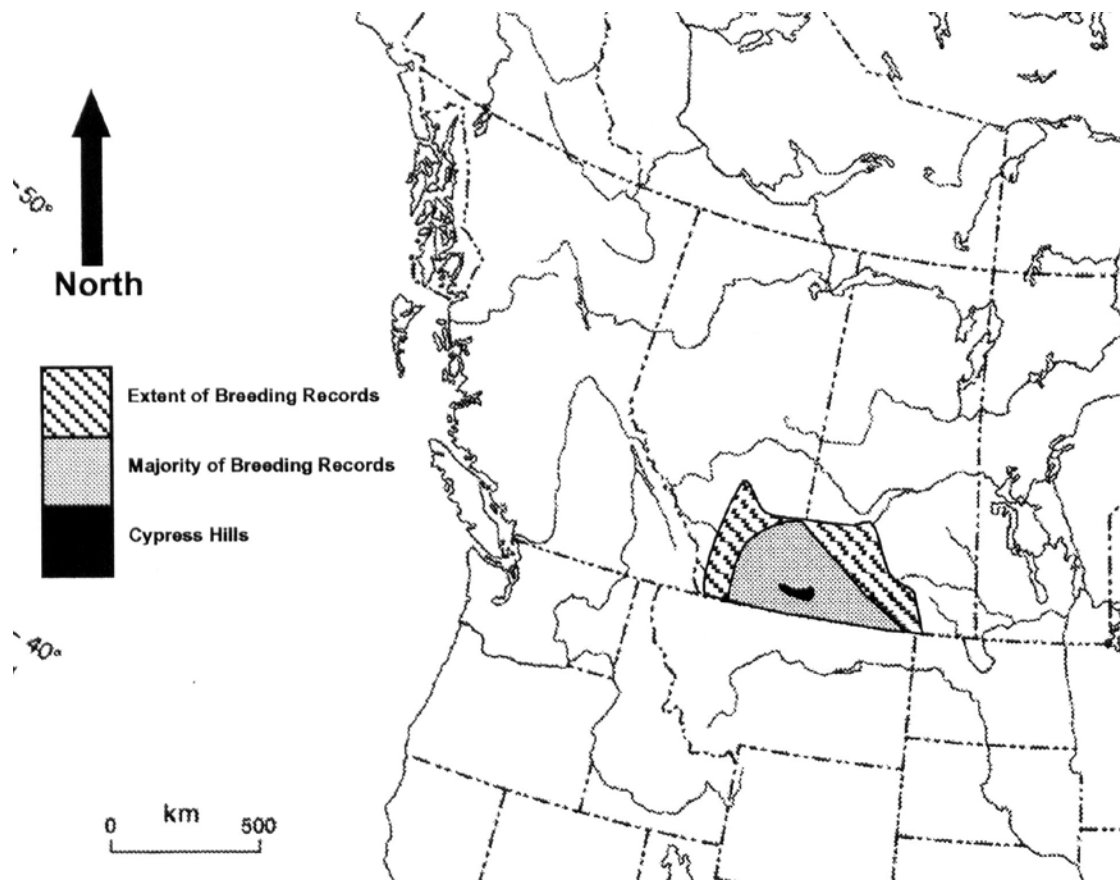 50°
North
Extent of Breeding Records
Majority of Breeding Records
Cypress Hills
40°
km
0 500